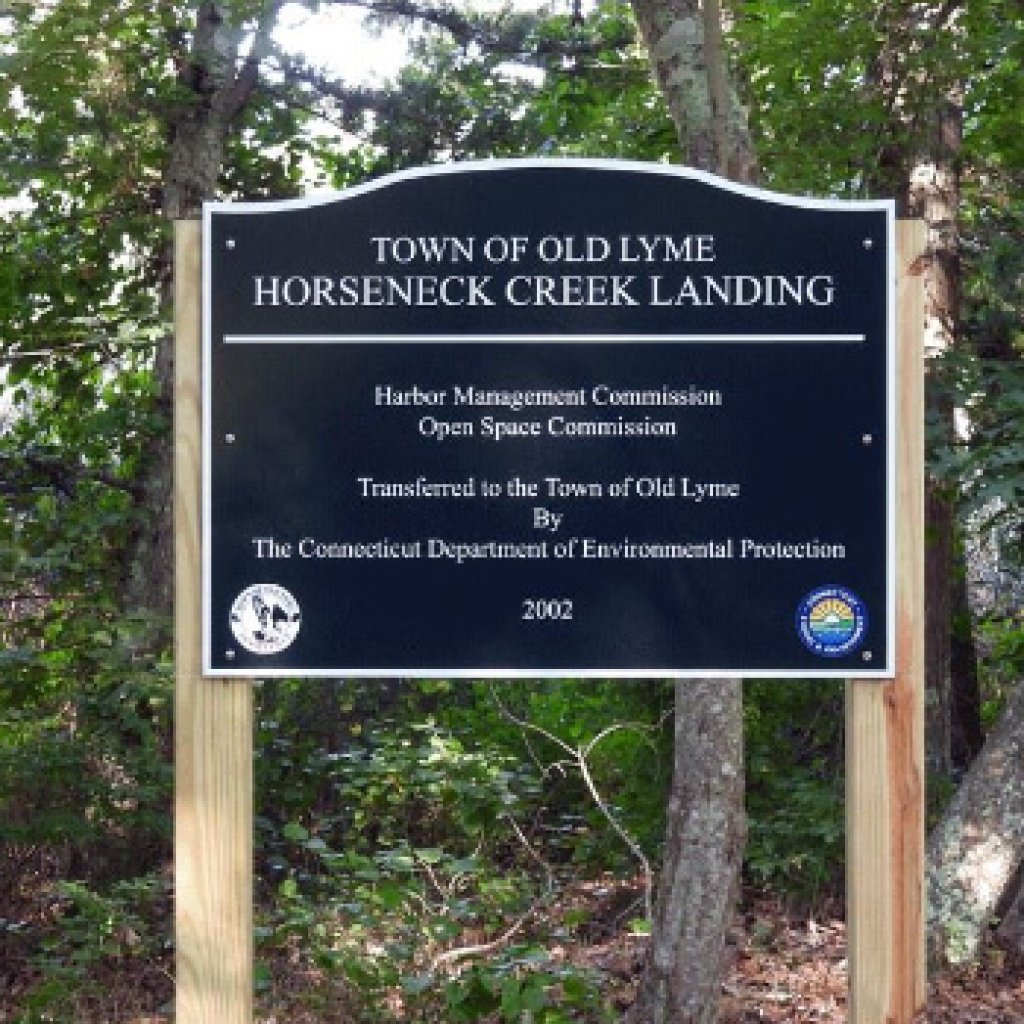 TOWN OF OLD LYME
HORSENECK CREEK LANDING
Harbor Management Commission
Open Space Commission
Transferred to the Town of Old Lyme
By
The Connecticut Department of Environmental Protection
2002